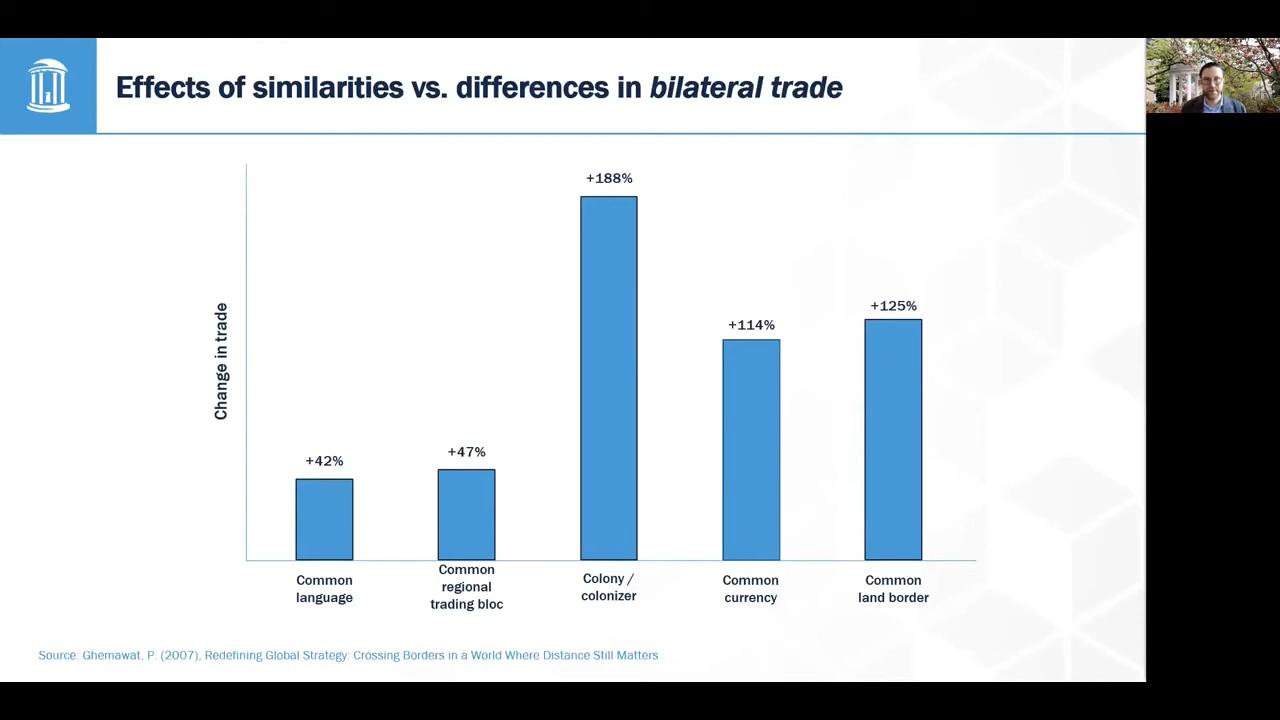 Effects of similarities vs. differences in bilateral trade
Change in trade
+42%
+47%
+188%
+114%
+125%
Common
language
Common
regional
trading bloc
Colony /
colonizer
Common
currency
Common
land border
Source: Ghemawat, P. (2007), Redefining Global Strategy: Crossing Borders in a World Where Distance Still Matters